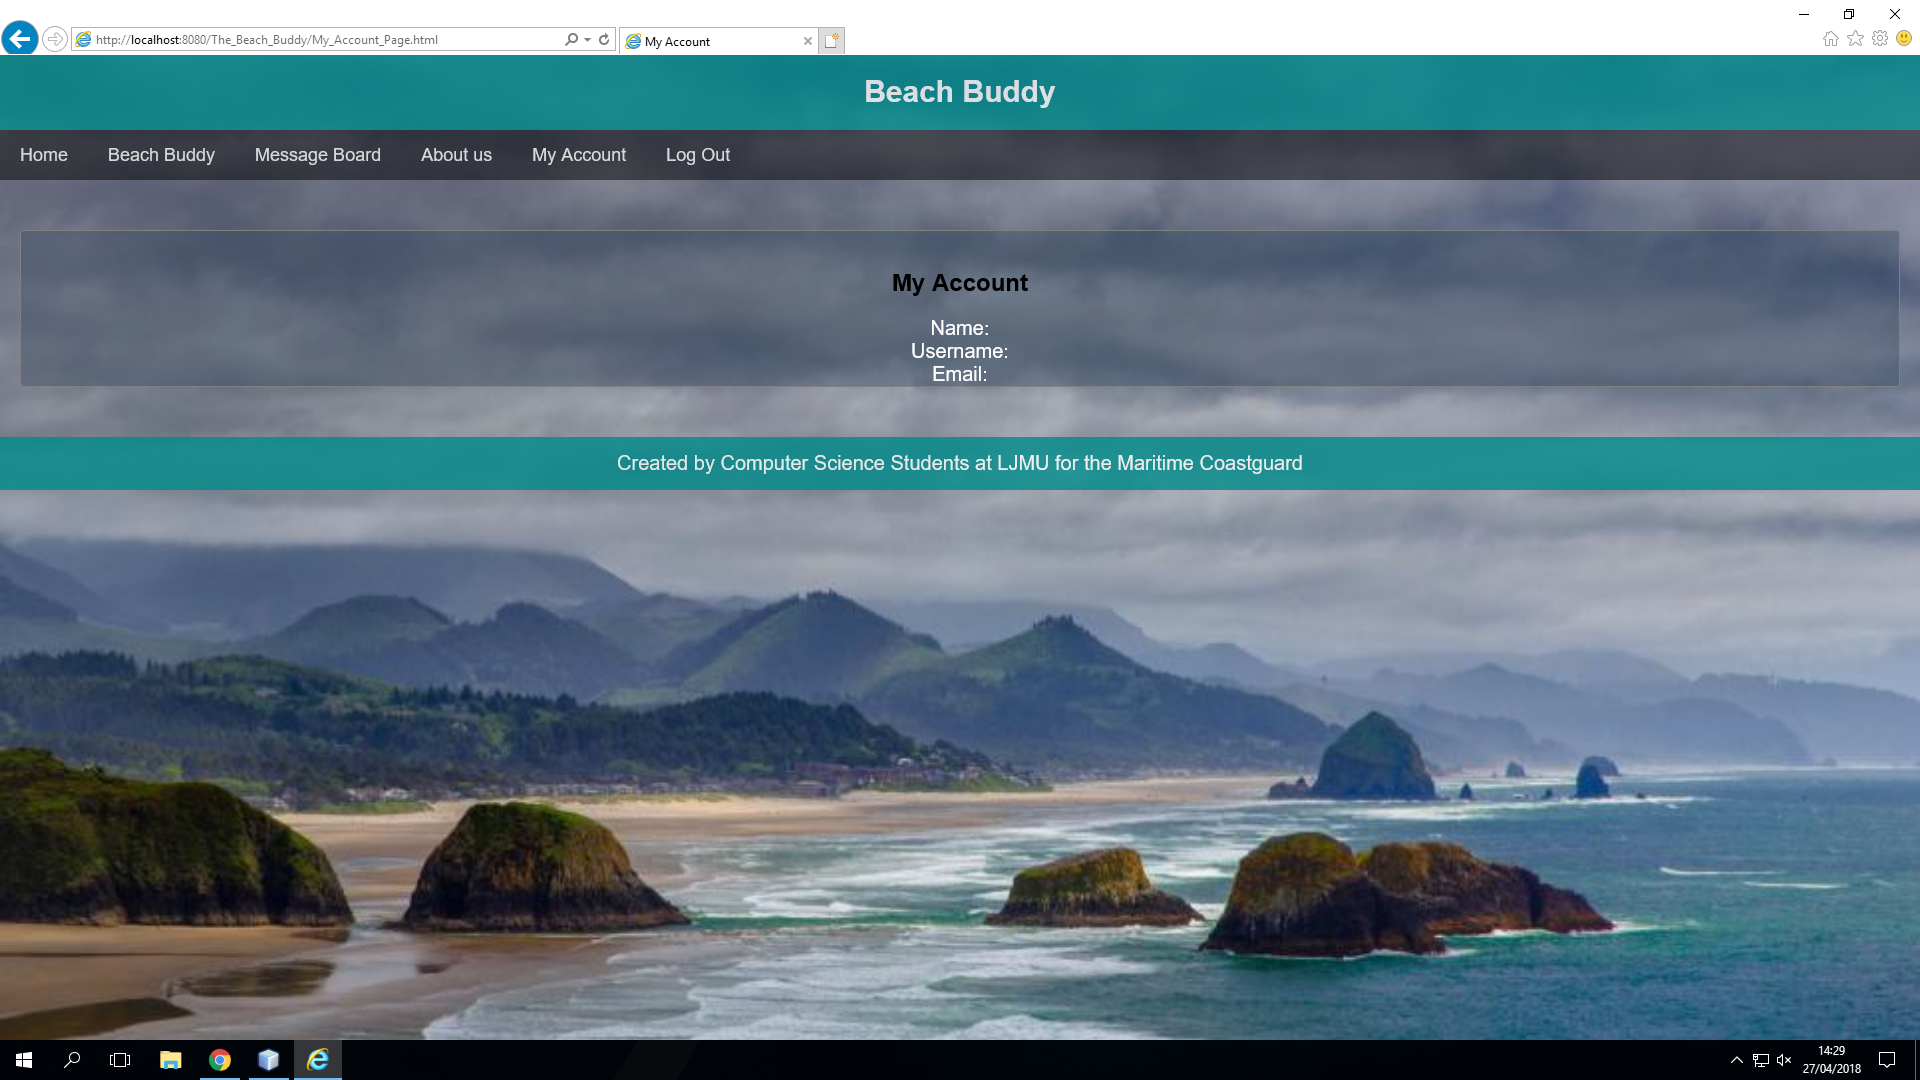 http://localhost:8080/The_Beach_Buddy/My_Account_Page.html
My Account
Beach Buddy
Home Beach Buddy Message Board About us My Account Log Out
My Account
Name:
Username:
Email:
Created by Computer Science Students at LJMU for the Maritime Coastguard
14:29
27/04/2018